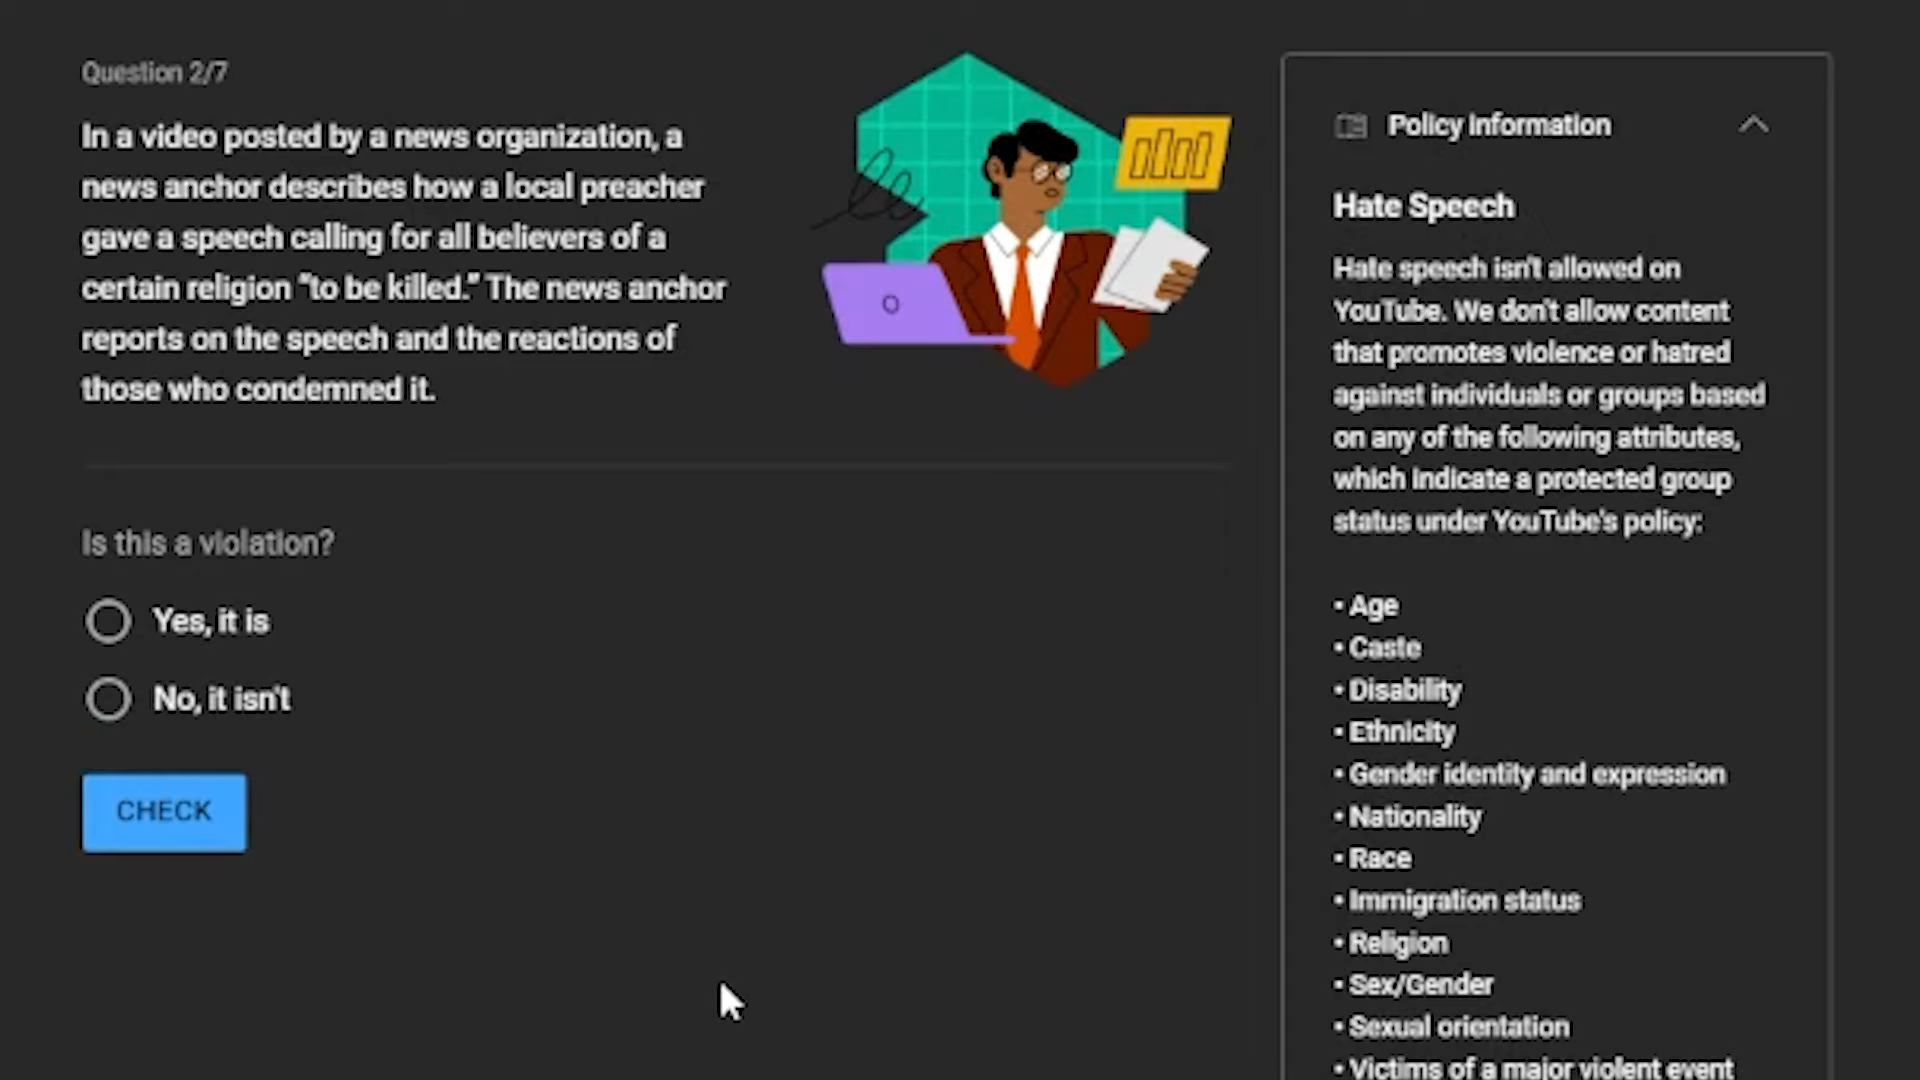 Question 2/7
In a video posted by a news organization, a
news anchor describes how a local preacher
gave a speech calling for all believers of a
certain religion "to be killed." The news anchor
reports on the speech and the reactions of
those who condemned it.
Is this a violation?
Yes, it is
No, it isn't
CHECK
Policy information
Hate Speech
Hate speech isn't allowed on
YouTube. We don't allow content
that promotes violence or hatred
against individuals or groups based
on any of the following attributes,
which indicate a protected group
status under YouTube's policy:
• Age
• Caste
• Disability
• Ethnicity
• Gender identity and expression
• Nationality
• Race
• Immigration status
• Religion
• Sex/Gender
• Sexual orientation
• Victims of a major violent event